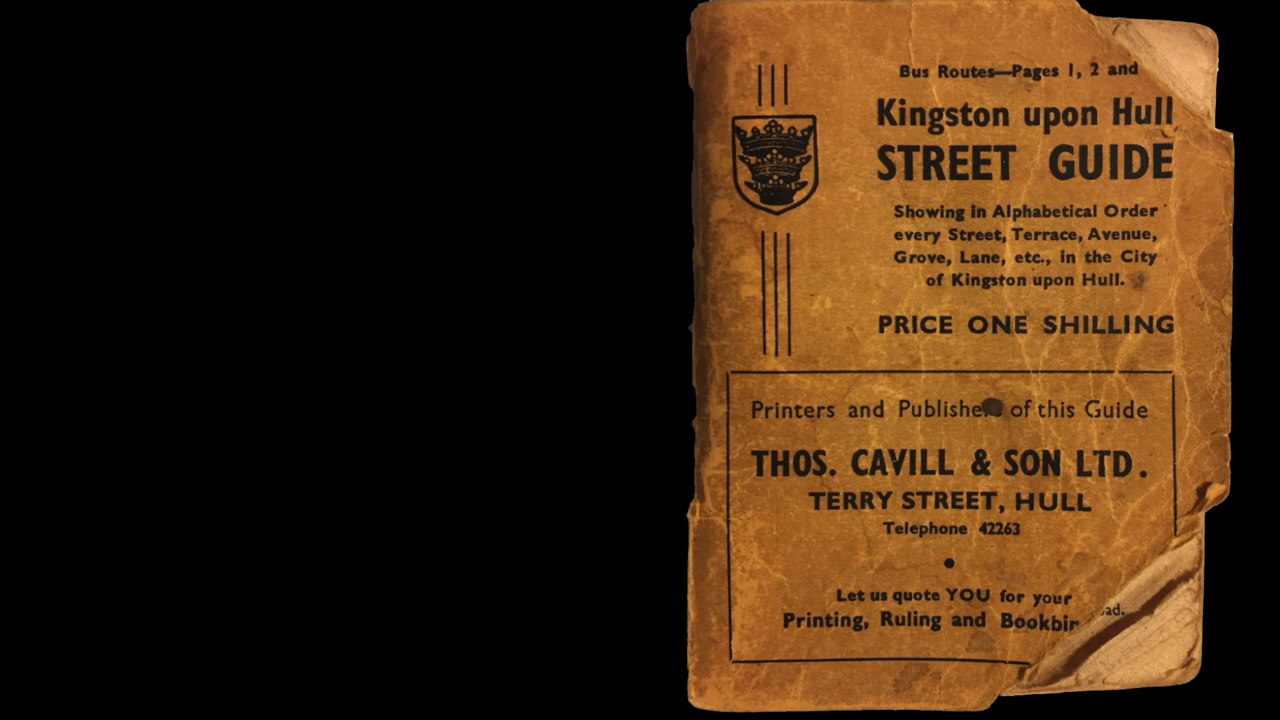 Bus Routes—Pages 1, 2 and
Kingston upon Hull
STREET GUIDE
Showing in Alphabetical Order
every Street, Terrace, Avenue,
Grove, Lane, etc., in the City
of Kingston upon Hull.
PRICE ONE SHILLING
Printers and of this Guide
THOS. CAVILL & SON LTD.
TERRY STREET, HULL
Telephone 42263
Let us quote YOU for your
Printing, Ruling and